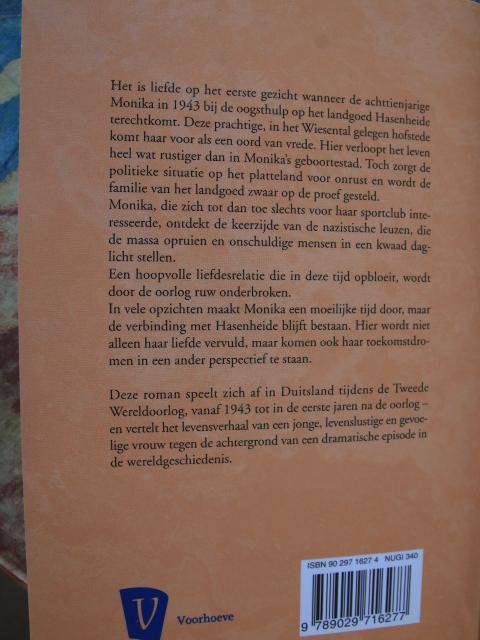 Het is liefde op het eerste gezicht wanneer de achttienjarige
Monika in 1943 bij de oogsthulp op het landgoed Hasenheide
terechtkomt. Deze prachtige, in het Wiesental gelegen hofstede
komt haar voor als een oord van vrede. Hier verloopt het leven
heel wat rustiger dan in Monika's geboortestad. Toch zorgt de
politieke situatie op het platteland voor onrust en wordt de
familie van het landgoed zwaar op de proef gesteld.
Monika, die zich tot dan toe slechts voor haar sportclub inte-
resseerde, ontdekt de keerzijde van de nazistische leuzen, die
de massa opruien en onschuldige mensen in een kwaad dag-
licht stellen.
Een hoopvolle liefdesrelatie die in deze tijd opbloeit, wordt
door de oorlog ruw onderbroken.
In vele opzichten maakt Monika een moeilijke tijd door, maar
de verbinding met Hasenheide blijft bestaan. Hier wordt niet
alleen haar liefde vervuld, maar komen ook haar toekomstdro-
men in een ander perspectief te staan.
Deze roman speelt zich af in Duitsland tijdens de Tweede
Wereldoorlog, vanaf 1943 tot in de eerste jaren na de oorlog –
en vertelt het levensverhaal van een jonge, levenslustige en gevoe-
lige vrouw tegen de achtergrond van een dramatische episode in
de wereldgeschiedenis.
ISBN 90 297 1627 4 NUGI 340
9 789029 716277
V Voorhoeve